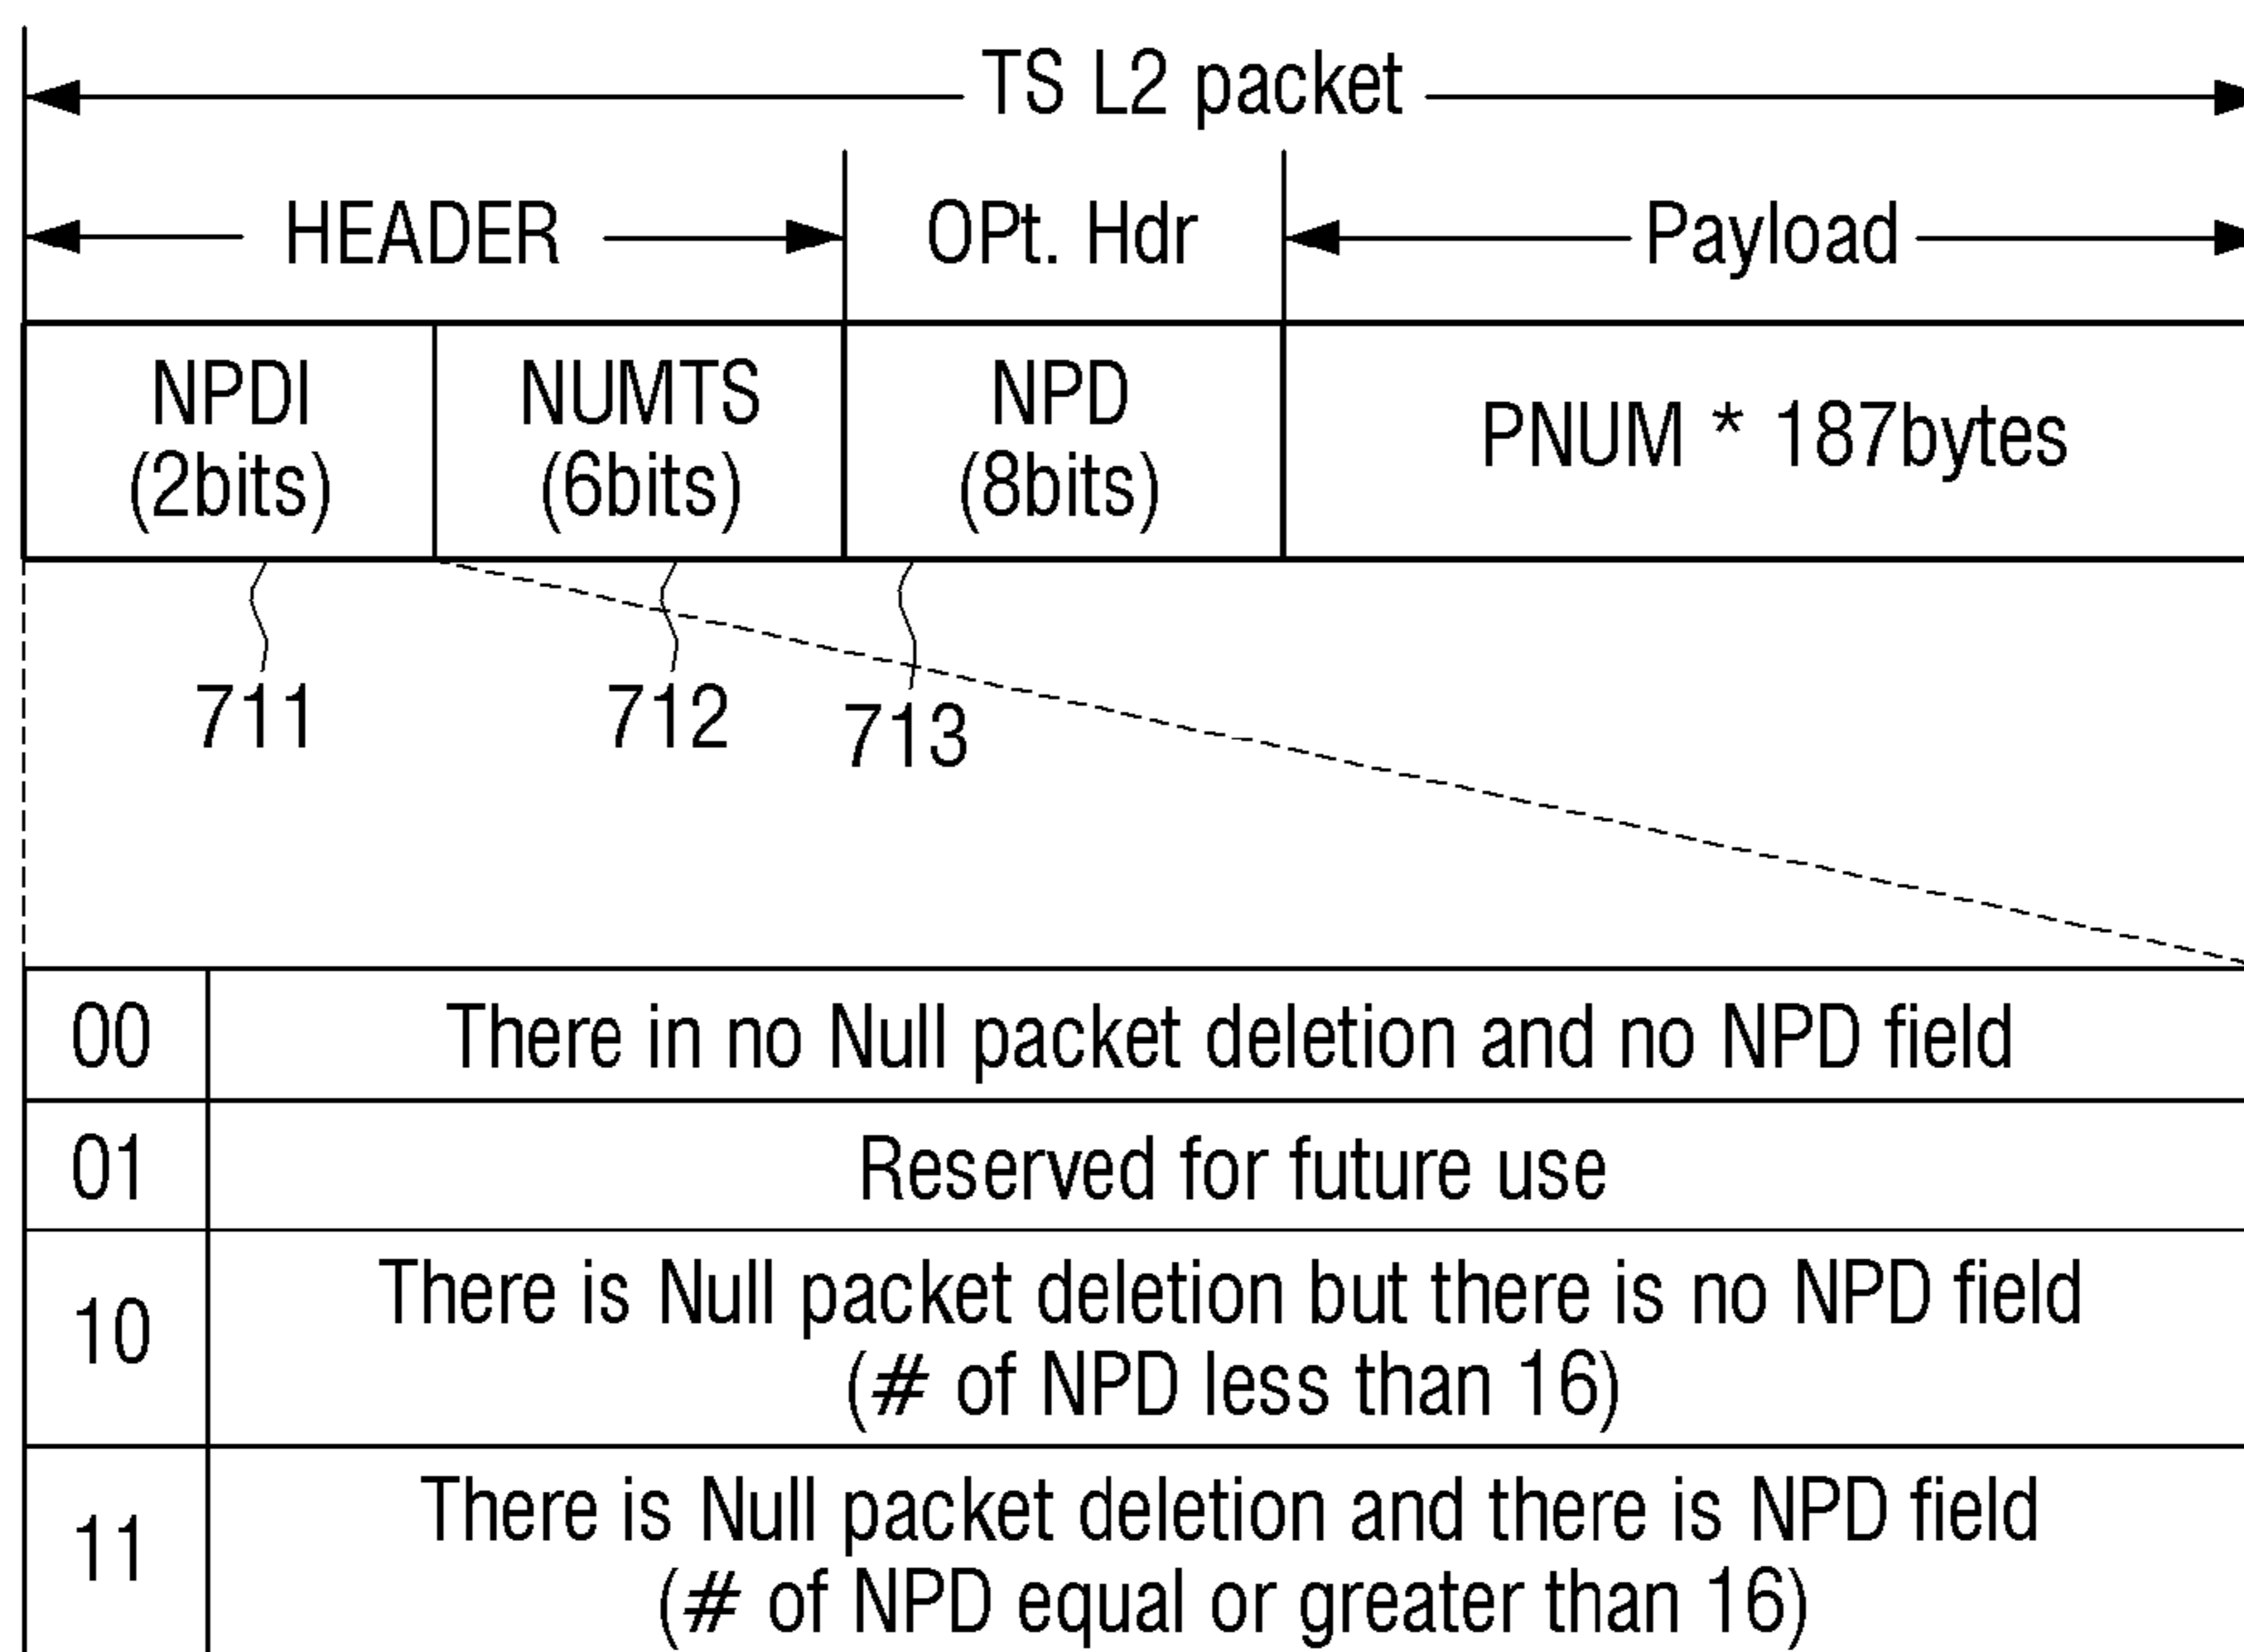 TS L2 packet
HEADER
OPt. Hdr
Payload
NPDI
(2bits)
NUMTS
(6bits)
NPD
(8bits)
PNUM * 187bytes
711
712
713
00
There in no Null packet deletion and no NPD field
01
Reserved for future use
10
There is Null packet deletion but there is no NPD field
(# of NPD less than 16)
11
There is Null packet deletion and there is NPD field
(# of NPD equal or greater than 16)